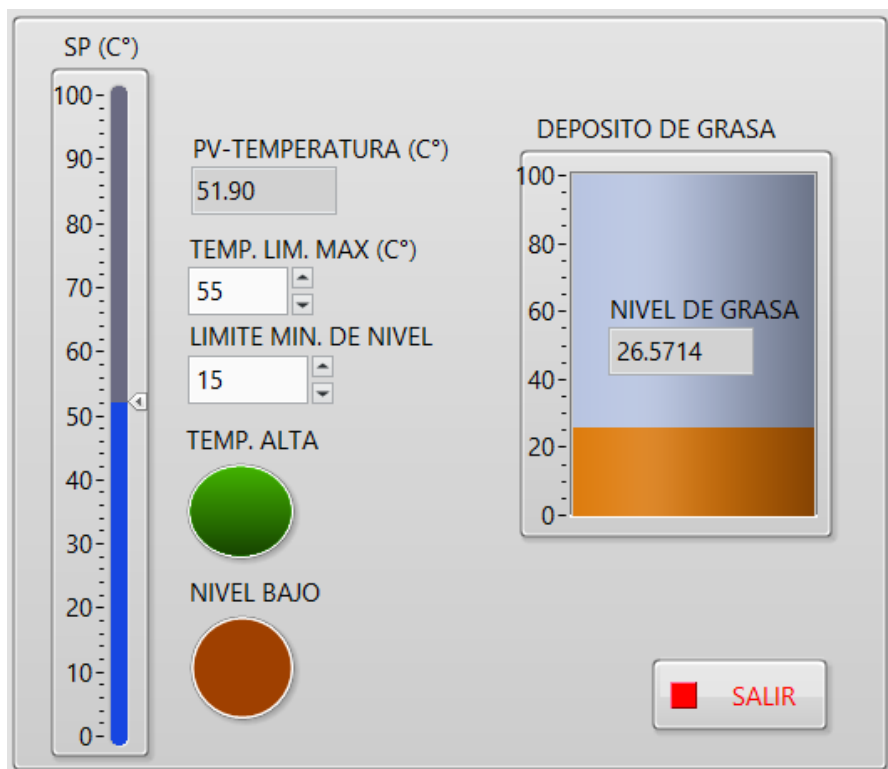 SP (C°)
100
90
80
70
60
50
40
30
20
10
0
PV-TEMPERATURA (C°)
51.90
TEMP. LIM. MAX (C°)
55
LIMITE MIN. DE NIVEL
15
TEMP. ALTA
NIVEL BAJO
DEPOSITO DE GRASA
100
80
60
40
20
0
NIVEL DE GRASA
26.5714
SALIR